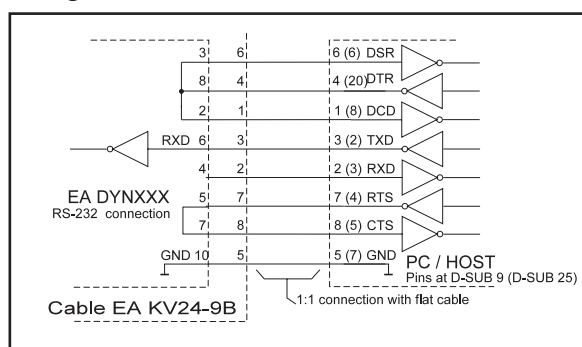 3 6 6 (6) DSR
8 4 4 (20) DTR
2 1 1 (8) DCD
RXD 6 3 3 (2) TXD
4 2 2 (3) RXD
5 7 7 (4) RTS
7 8 8 (5) CTS
GND 10 5 5 (7) GND
EA DYNXXX
RS-232 connection
PC / HOST
Pins at D-SUB 9 (D-SUB 25)
1:1 connection with flat cable
Cable EA KV24-9B